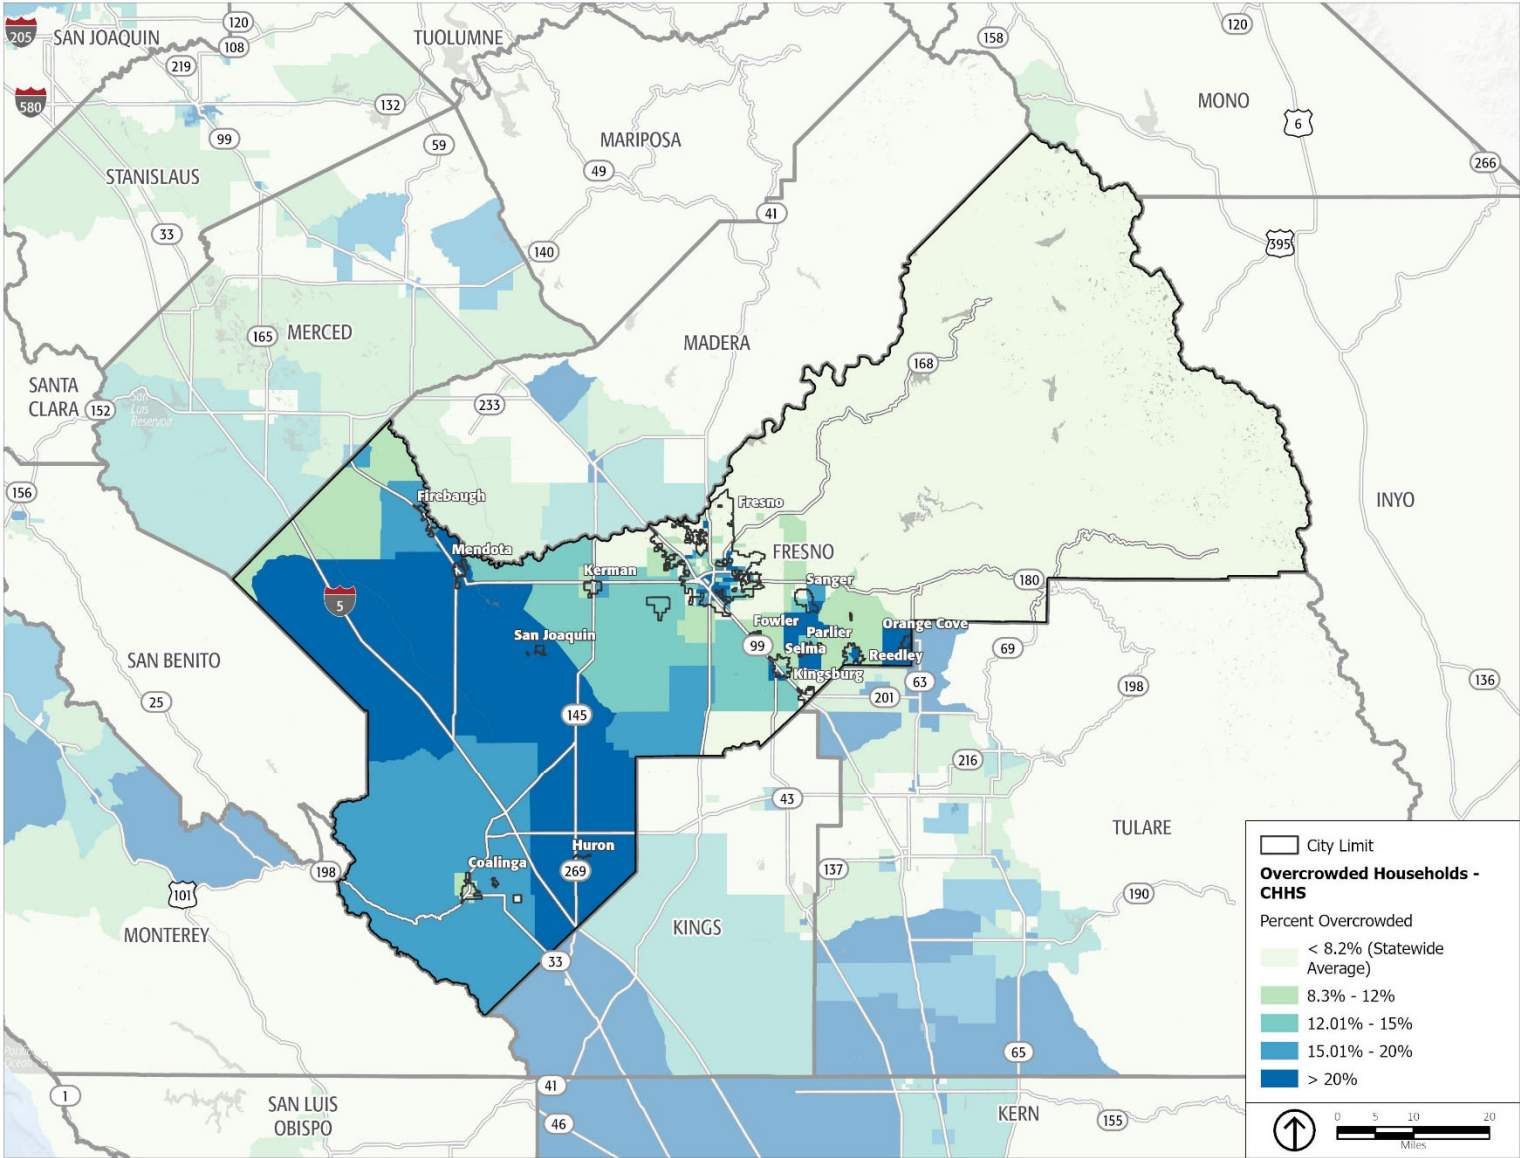 205
SAN JOAQUIN
120
108
TUOLUMNE
158
120
219
580
132
MONO
6
99
59
MARIPOSA
49
266
STANISLAUS
41
33
140
395
165
MERCED
MADERA
168
SANTA
CLARA
152
San
Luis
Reservoir
233
156
Firebaugh
Fresno
INYO
Mendota
FRESNO
Kerman
Sanger
180
5
Fowler
Orange Cove
San Joaquin
Parlier
99
Selma
Reedley
69
SAN BENITO
Kingsburg
63
198
136
25
201
145
216
43
TULARE
Huron
Coalinga
198
269
137
190
101
KINGS
MONTEREY
33
65
Pacific
Ocean
1
41
SAN LUIS
OBISPO
46
KERN
155
City Limit
Overcrowded Households -
CHHS
Percent Overcrowded
< 8.2% (Statewide
Average)
8.3% - 12%
12.01% - 15%
15.01% - 20%
> 20%
0 5 10 20
Miles